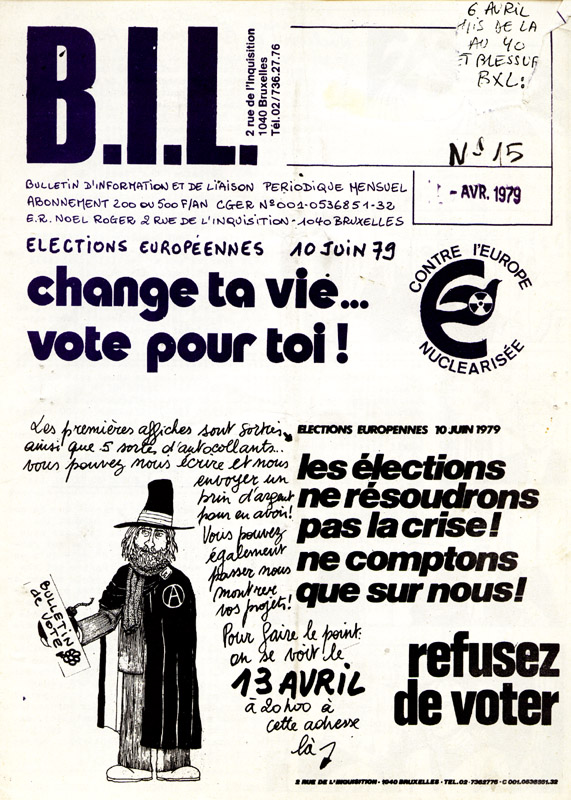 6 AVRIL
DE LA
AU 40
ET BLESSUR
BXL:
B.I.L.
2 rue de l'Inquisition
1040 Bruxelles
Tél. 02/736.27.76
N° 15
- AVR. 1979
BULLETIN D'INFORMATION ET DE LIAISON PERIODIQUE MENSUEL
ABONNEMENT 200 OU 500 F/AN CGER N° 001-0536851-32
E.R. NOEL ROGER 2 RUE DE L'INQUISITION - 1040 BRUXELLES
ELECTIONS EUROPÉENNES 10 JUIN 79
change ta vie...
vote pour toi !
CONTRE l'EUROPE
NUCLEARISÉE
Les premières affiches sont sorties,
ainsi que 5 sortes d'autocollants...
vous pouvez nous écrire et nous
envoyer un
brin d'argent
pour en avoir!
Vous pouvez
également
passer nous
montrer
vos projets!
Pour faire le point:
on se voit le
13 AVRIL
à 20h00 à
cette adresse
là
BULLETIN
de VOTE
A
ELECTIONS EUROPENNES 10 JUIN 1979
les élections
ne résoudrons
pas la crise !
ne comptons
que sur nous !
refusez
de voter
2 RUE DE L'INQUISITION · 1040 BRUXELLES · TEL. 02·7362776 · C 001.0536851.32